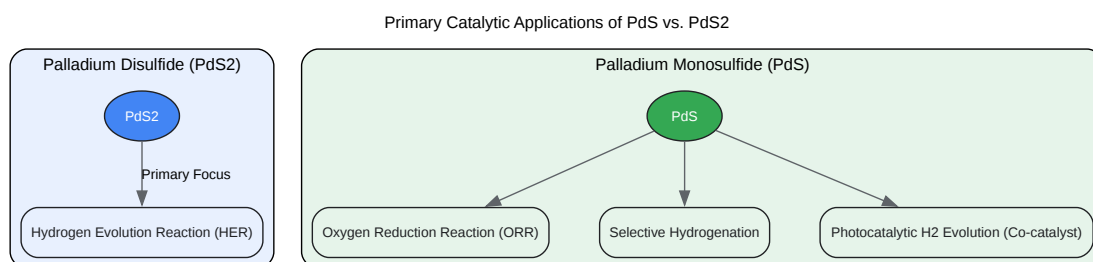 Primary Catalytic Applications of PdS vs. PdS2
Palladium Disulfide (PdS2)
PdS2
Primary Focus
Hydrogen Evolution Reaction (HER)
Palladium Monosulfide (PdS)
PdS
Oxygen Reduction Reaction (ORR)
Selective Hydrogenation
Photocatalytic H2 Evolution (Co-catalyst)